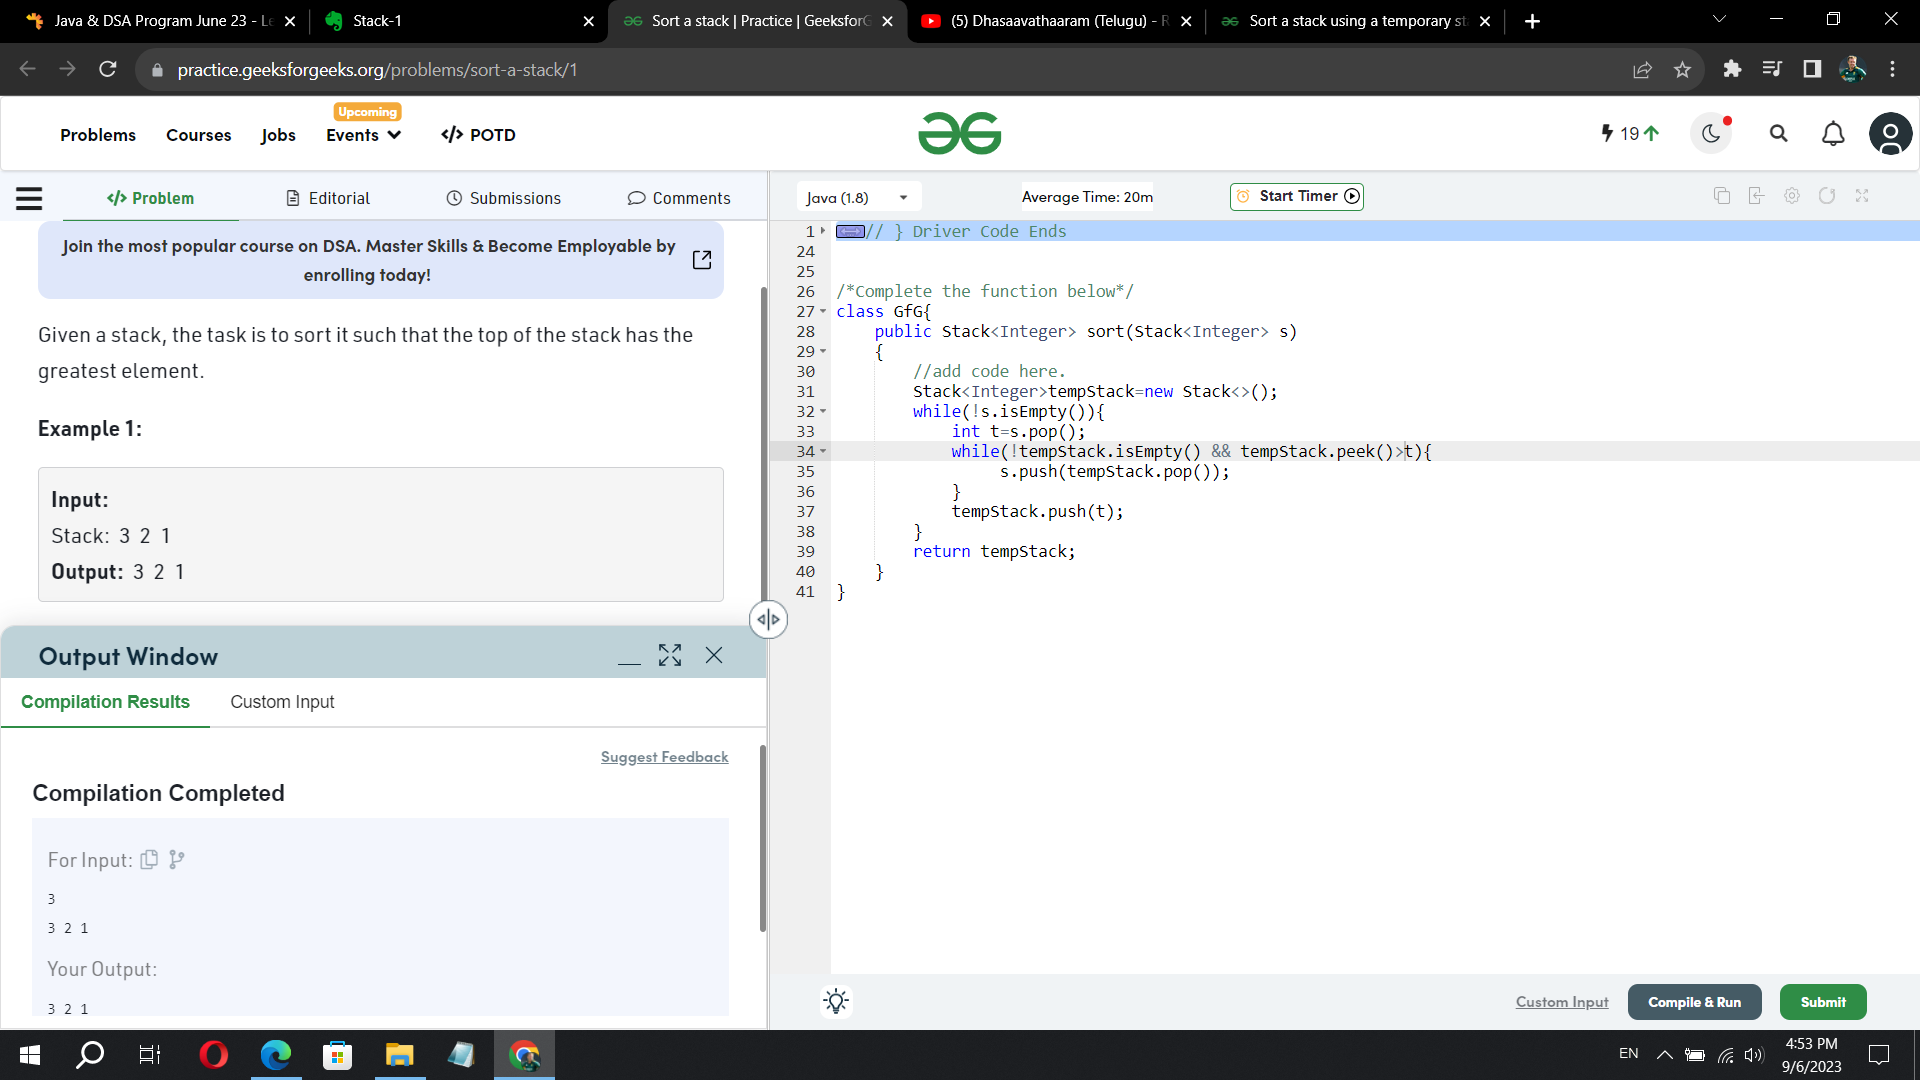 Java & DSA Program June 23 - Le
Stack-1
Sort a stack | Practice | GeeksforG
(5) Dhasaavathaaram (Telugu) - R
Sort a stack using a temporary st
practice.geeksforgeeks.org/problems/sort-a-stack/1
Problems
Courses
Jobs
Upcoming
Events
</> POTD
19
</> Problem
Editorial
Submissions
Comments
Java (1.8)
Average Time: 20m
Start Timer
Join the most popular course on DSA. Master Skills & Become Employable by
enrolling today!
Given a stack, the task is to sort it such that the top of the stack has the
greatest element.
Example 1:
Input:
Stack: 3 2 1
Output: 3 2 1
Output Window
Compilation Results
Custom Input
Suggest Feedback
Compilation Completed
For Input:
3
3 2 1
Your Output:
3 2 1
1 // } Driver Code Ends
24
25
26 /*Complete the function below*/
27 class GfG{
28 public Stack<Integer> sort(Stack<Integer> s)
29 {
30 //add code here.
31 Stack<Integer>tempStack=new Stack<>();
32 while(!s.isEmpty()){
33 int t=s.pop();
34 while(!tempStack.isEmpty() && tempStack.peek()>t){
35 s.push(tempStack.pop());
36 }
37 tempStack.push(t);
38 }
39 return tempStack;
40 }
41 }
Custom Input
Compile & Run
Submit
EN
4:53 PM
9/6/2023